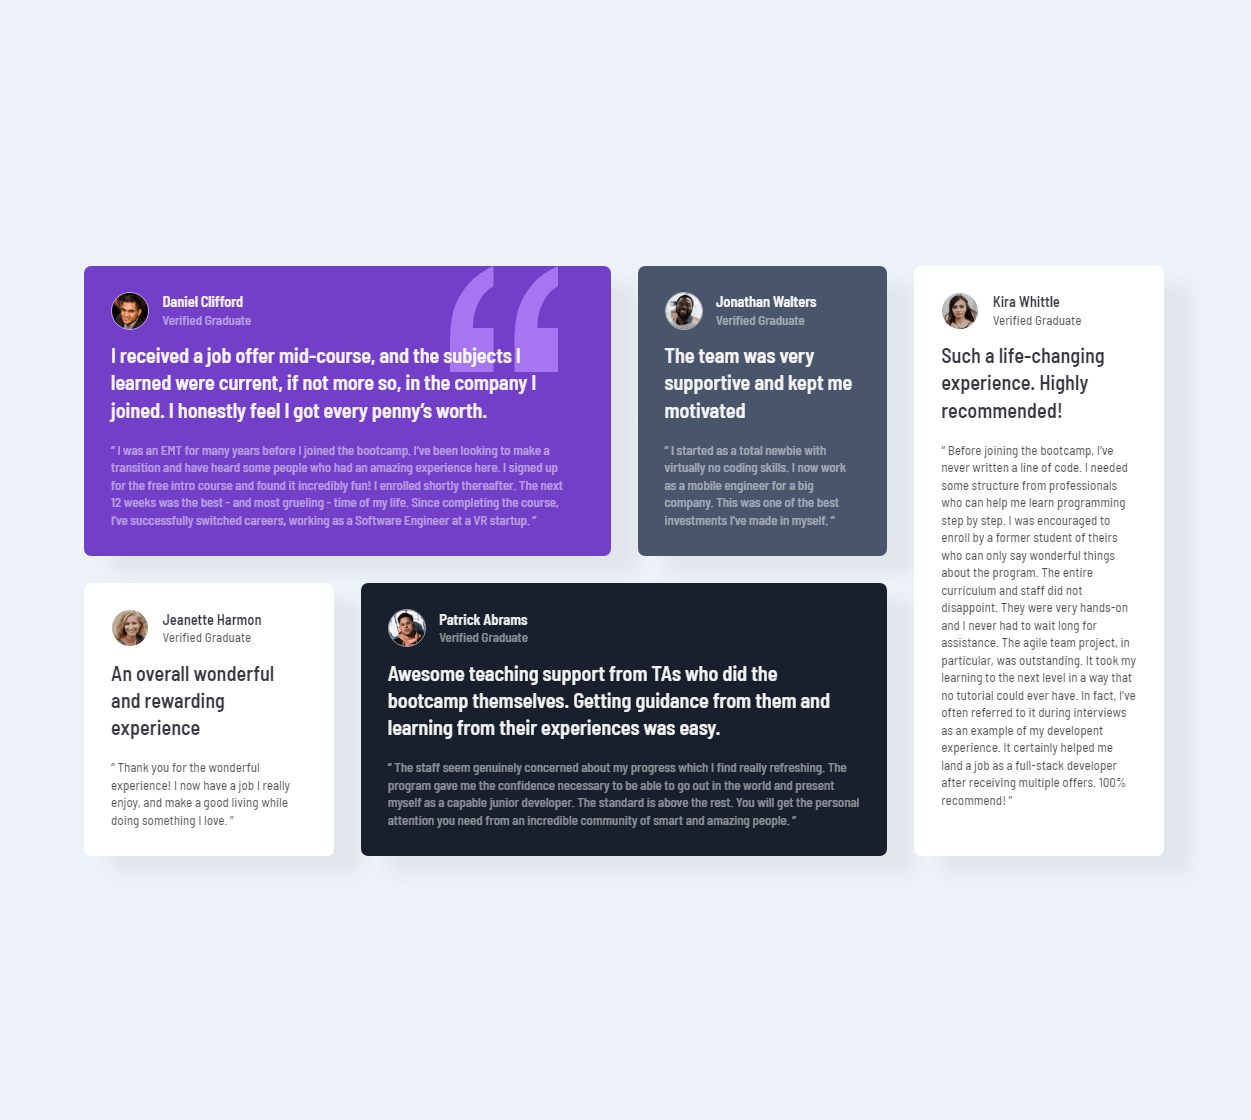 Daniel Clifford
Verified Graduate
I received a job offer mid-course, and the subjects I
learned were current, if not more so, in the company I
joined. I honestly feel I got every penny’s worth.
“ I was an EMT for many years before I joined the bootcamp. I’ve been looking to make a
transition and have heard some people who had an amazing experience here. I signed up
for the free intro course and found it incredibly fun! I enrolled shortly thereafter. The next
12 weeks was the best - and most grueling - time of my life. Since completing the course,
I’ve successfully switched careers, working as a Software Engineer at a VR startup. ”
Jonathan Walters
Verified Graduate
The team was very
supportive and kept me
motivated
“ I started as a total newbie with
virtually no coding skills. I now work
as a mobile engineer for a big
company. This was one of the best
investments I’ve made in myself. ”
Kira Whittle
Verified Graduate
Such a life-changing
experience. Highly
recommended!
“ Before joining the bootcamp, I’ve
never written a line of code. I needed
some structure from professionals
who can help me learn programming
step by step. I was encouraged to
enroll by a former student of theirs
who can only say wonderful things
about the program. The entire
curriculum and staff did not
disappoint. They were very hands-on
and I never had to wait long for
assistance. The agile team project, in
particular, was outstanding. It took my
learning to the next level in a way that
no tutorial could ever have. In fact, I’ve
often referred to it during interviews
as an example of my developent
experience. It certainly helped me
land a job as a full-stack developer
after receiving multiple offers. 100%
recommend! ”
Jeanette Harmon
Verified Graduate
An overall wonderful
and rewarding
experience
“ Thank you for the wonderful
experience! I now have a job I really
enjoy, and make a good living while
doing something I love. ”
Patrick Abrams
Verified Graduate
Awesome teaching support from TAs who did the
bootcamp themselves. Getting guidance from them and
learning from their experiences was easy.
“ The staff seem genuinely concerned about my progress which I find really refreshing. The
program gave me the confidence necessary to be able to go out in the world and present
myself as a capable junior developer. The standard is above the rest. You will get the personal
attention you need from an incredible community of smart and amazing people. ”